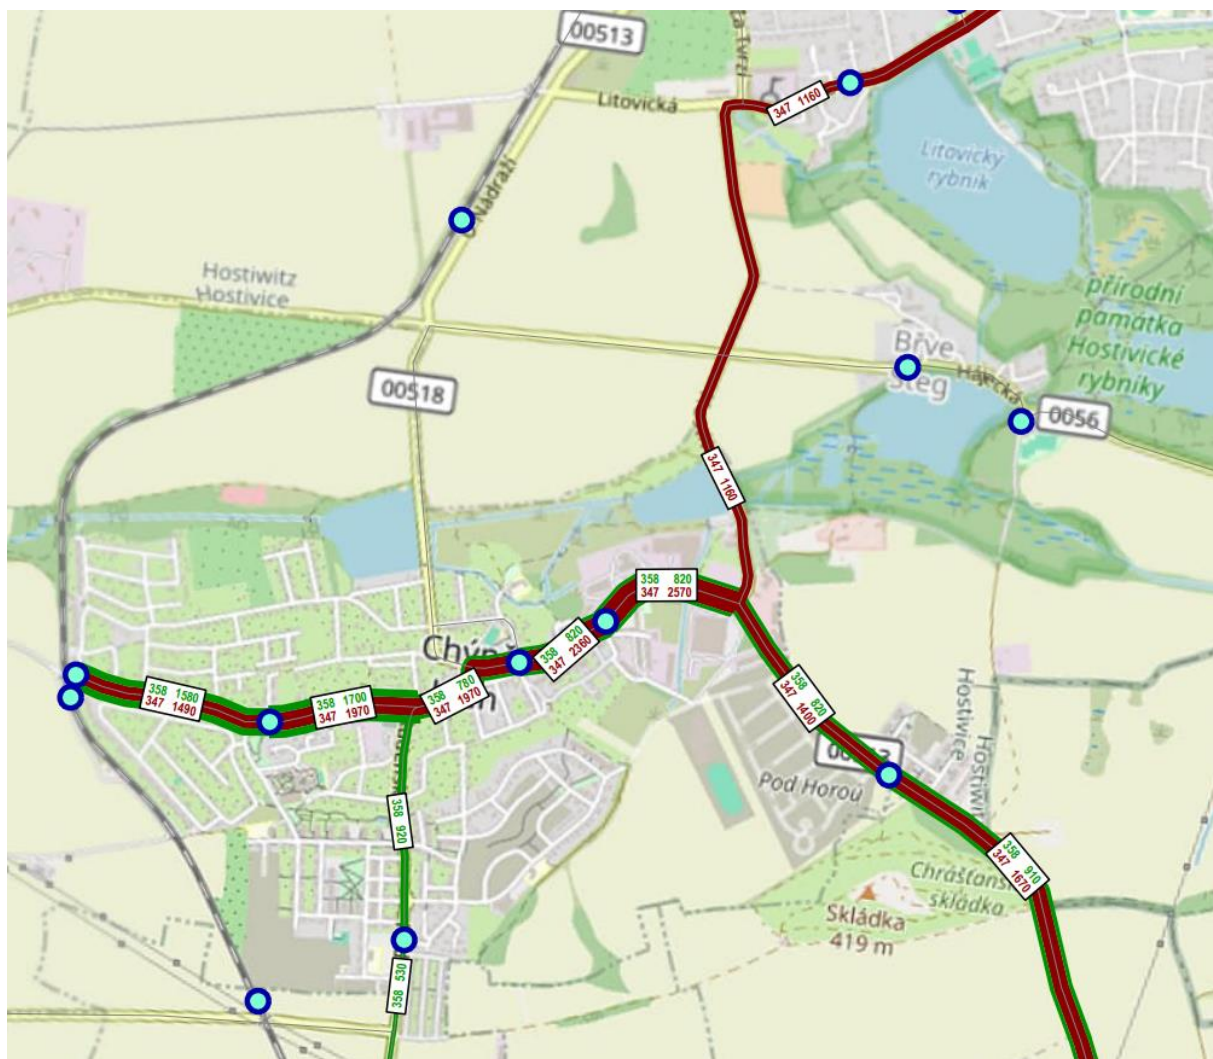 00513
Litovická
347 1160
Litovický
rybník
Nádraží
Hostiwitz
Hostivice
přírodní
památka
Hostivické
rybníky
Břve
Steg
Hájecká
00518
0056
347 1160
358 820
347 2570
358 820
347 2360
358 1580
347 1490
358 1700
347 1970
358 780
347 1970
358 820
347 1400
Hostivice
Pod Horou
358 920
358 910
347 1670
Chrášťanská
skládka
Skládka
419 m
358 530